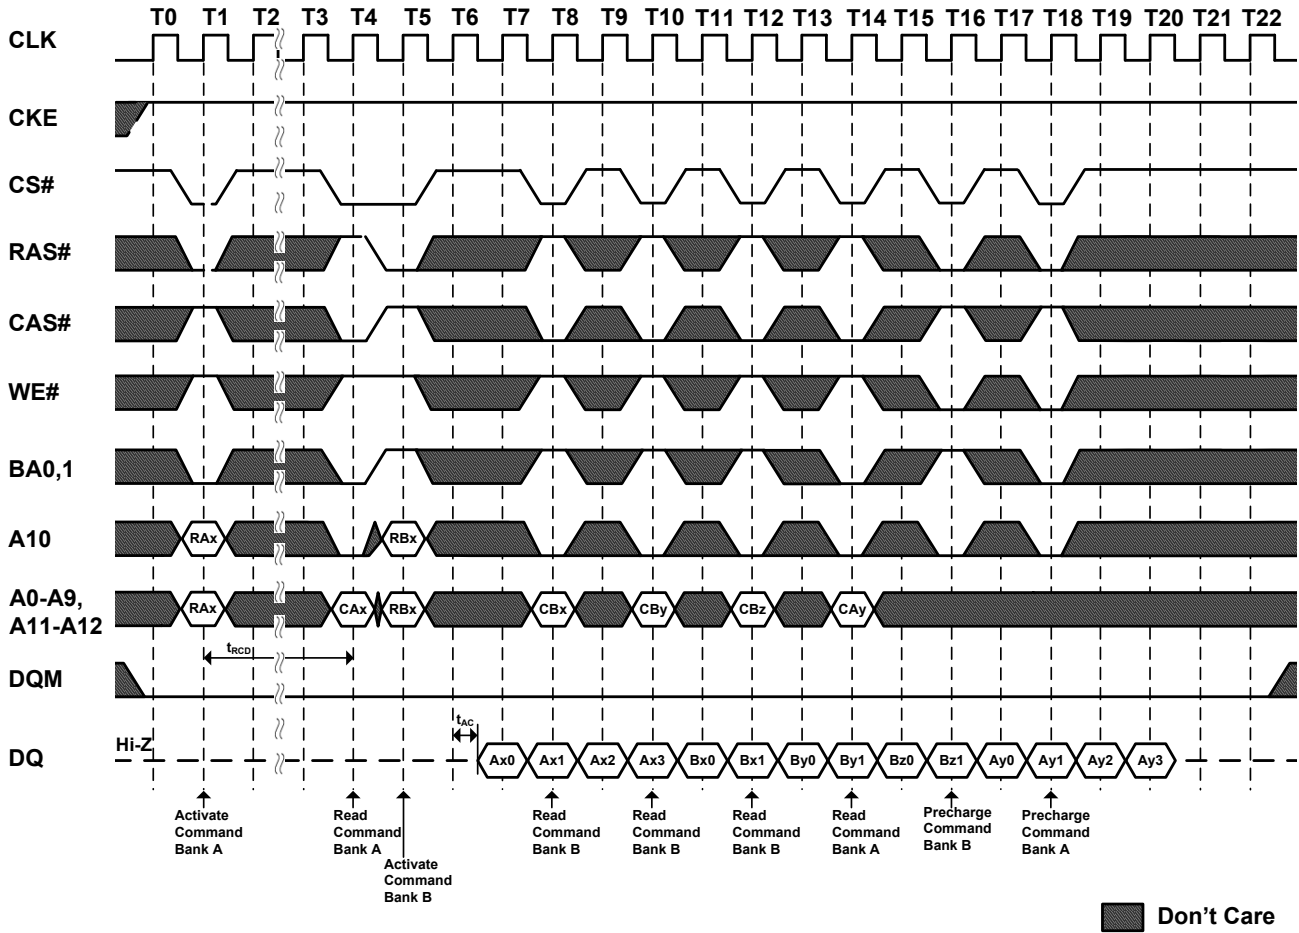 T0 T1 T2 T3 T4 T5 T6 T7 T8 T9 T10 T11 T12 T13 T14 T15 T16 T17 T18 T19 T20 T21 T22
CLK
CKE
CS#
RAS#
CAS#
WE#
BA0,1
A10
RAx RBx
A0-A9,
A11-A12
RAx CAx RBx CBx CBy CBz CAy
tRCD
DQM
tAC
Hi-Z
DQ
Ax0 Ax1 Ax2 Ax3 Bx0 Bx1 By0 By1 Bz0 Bz1 Ay0 Ay1 Ay2 Ay3
Activate
Command
Bank A
Read
Command
Bank A
Activate
Command
Bank B
Read
Command
Bank B
Read
Command
Bank B
Read
Command
Bank B
Read
Command
Bank A
Precharge
Command
Bank B
Precharge
Command
Bank A
Don't Care